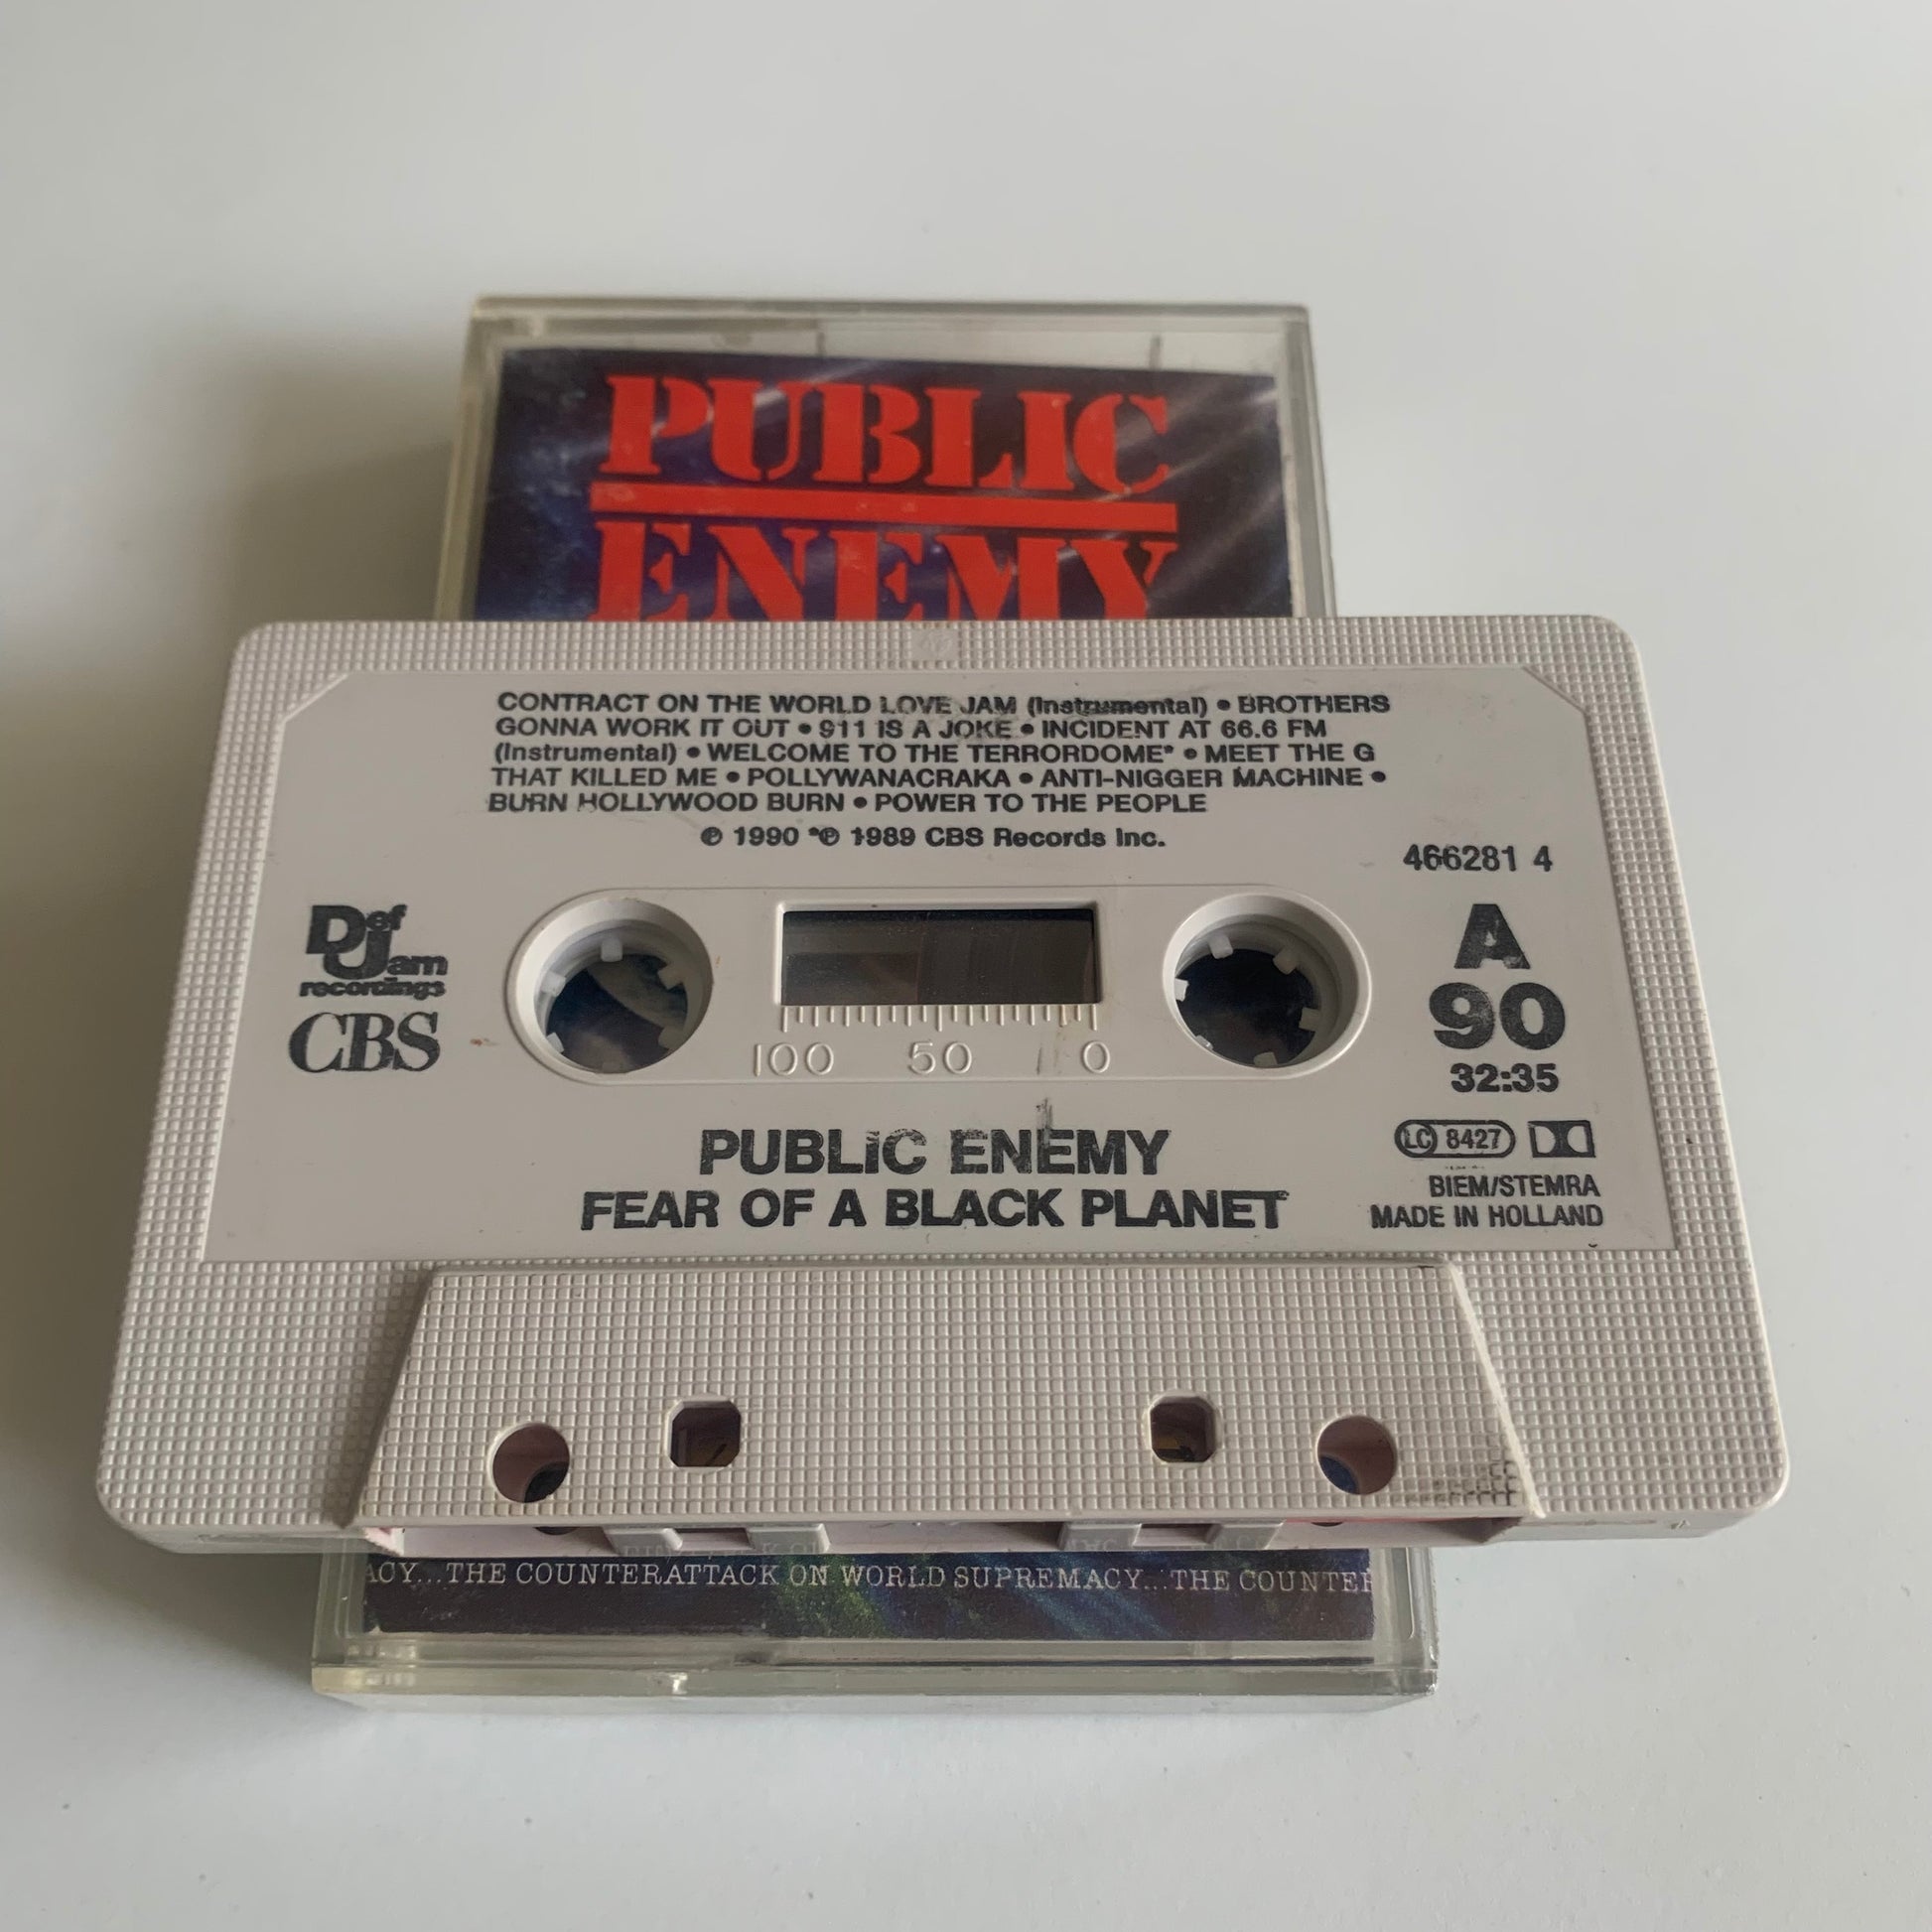 PUBLIC
ENEMY
CONTRACT ON THE WORLD LOVE JAM (Instrumental) • BROTHERS
GONNA WORK IT OUT • 911 IS A JOKE • INCIDENT AT 66.6 FM
(Instrumental) • WELCOME TO THE TERRORDOME* • MEET THE G
THAT KILLED ME • POLLYWANACRAKA • ANTI-NIGGER MACHINE •
BURN HOLLYWOOD BURN • POWER TO THE PEOPLE
℗ 1990 *℗ 1989 CBS Records Inc.
466281 4
Def
Jam
recordings
CBS
A
90
32:35
100 50 0
PUBLIC ENEMY
FEAR OF A BLACK PLANET
LC 8427
BIEM/STEMRA
MADE IN HOLLAND
ACY...THE COUNTERATTACK ON WORLD SUPREMACY...THE COUNTER